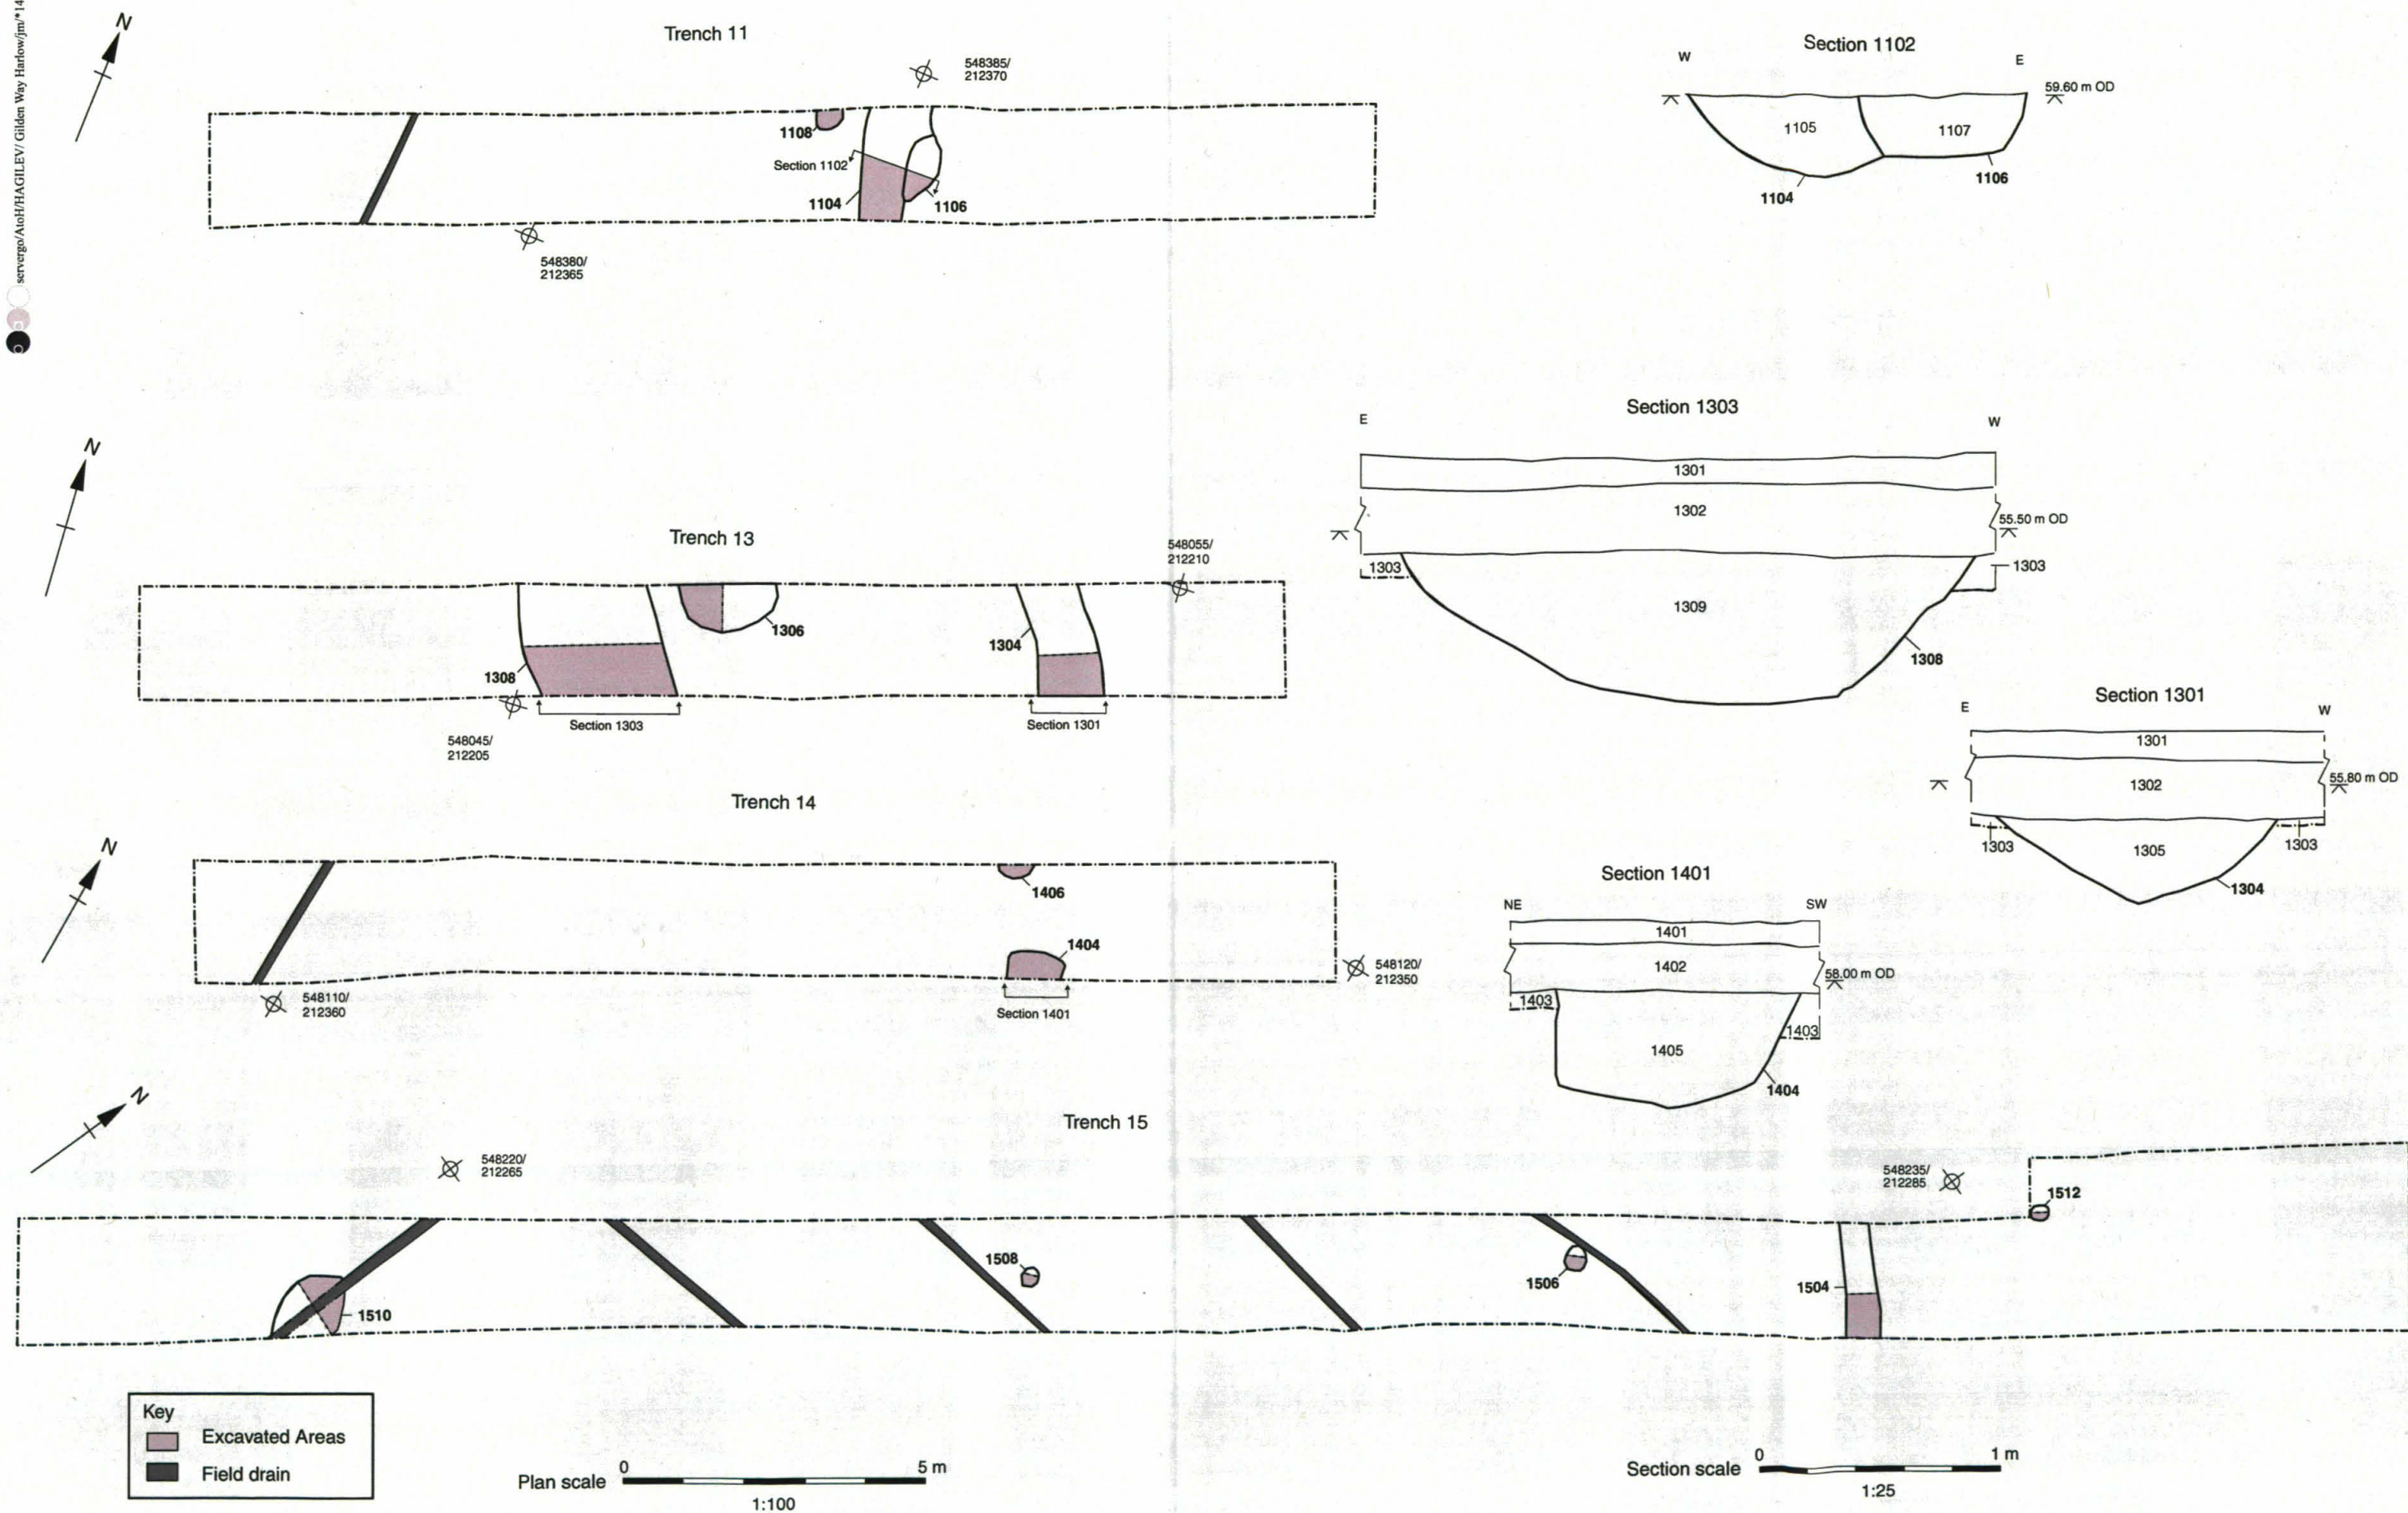 servergo/AtoH/HAGILEV/ Gilden Way Harlow/jm/*14
N
Trench 11
548385/
212370
1108
Section 1102
1104
1106
548380/
212365
Section 1102
W
E
59.60 m OD
1105
1107
1104
1106
N
Trench 13
548055/
212210
1306
1304
1308
Section 1303
Section 1301
548045/
212205
Section 1303
E
W
1301
1302
55.50 m OD
1303
1303
1309
1308
Section 1301
E
W
1301
55.80 m OD
1302
1303
1305
1303
1304
N
Trench 14
1406
1404
548120/
212350
548110/
212360
Section 1401
Section 1401
NE
SW
1401
1402
58.00 m OD
1403
1403
1405
1404
N
Trench 15
548220/
212265
548235/
212285
1512
1508
1506
1504
1510
Key
Excavated Areas
Field drain
Plan scale
0
5 m
1:100
Section scale
0
1 m
1:25